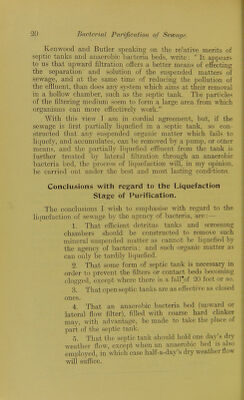 20 Bacterial Purification of Sewage.
Kenwood and Butler speaking on the relative merits of
septic tanks and anaerobic bacteria beds, write: "It appears
to us that upward filtration offers a better means of effecting
the separation and solution of the suspended matters of
sewage, and at the same time of reducing the pollution of
the effluent, than does any system which aims at their removal
in a hollow chamber, such as the septic tank. The particles
of the filtering medium seem to form a large area from which
organisms can more effectively work."
With this view I am in cordial agreement, but, if the
sewage is first partially liquefied in a septic tank, so con-
structed that any suspended organic matter which fails to
liquefy, and accumulates, can be removed by a pump, or other
means, and the partially liquefied effluent from the tank is
further treated by lateral filtration through an anaerobic
bacteria bed, the process of liquefaction will, in my opinion,
be carried out under the best and most lasting conditions.
Conclusions with regard to the Liquefaction
Stage of Purification.
The conclusions I wish to emphasise with regard to the
liquefaction of sewage by the agency of bacteria, are:—
1. That efficient detritus tanks and screening
chambers should be constructed to remove such
mineral suspended matter as cannot be liquefied by
the agency of bacteria: and such organic matter as
can only be tardily liquefied.
2. That some form of septic tank is necessary in
order to prevent the filters or contact beds becoming
clogged, except where there is a fall of 20 feet or so.
3. That open septic tanks are as effective as closed
ones.
4. That an anaerobic bacteria bed (upward or
lateral flow filter), filled with coarse hard clinker
may, with advantage, be made to take the place of
part of the septic tank.
5. That the septic tank should hold one day's dry
weather flow, except when an anaerobic bed is also
employed, in which case half-a-day's dry weather flow
will suffice.